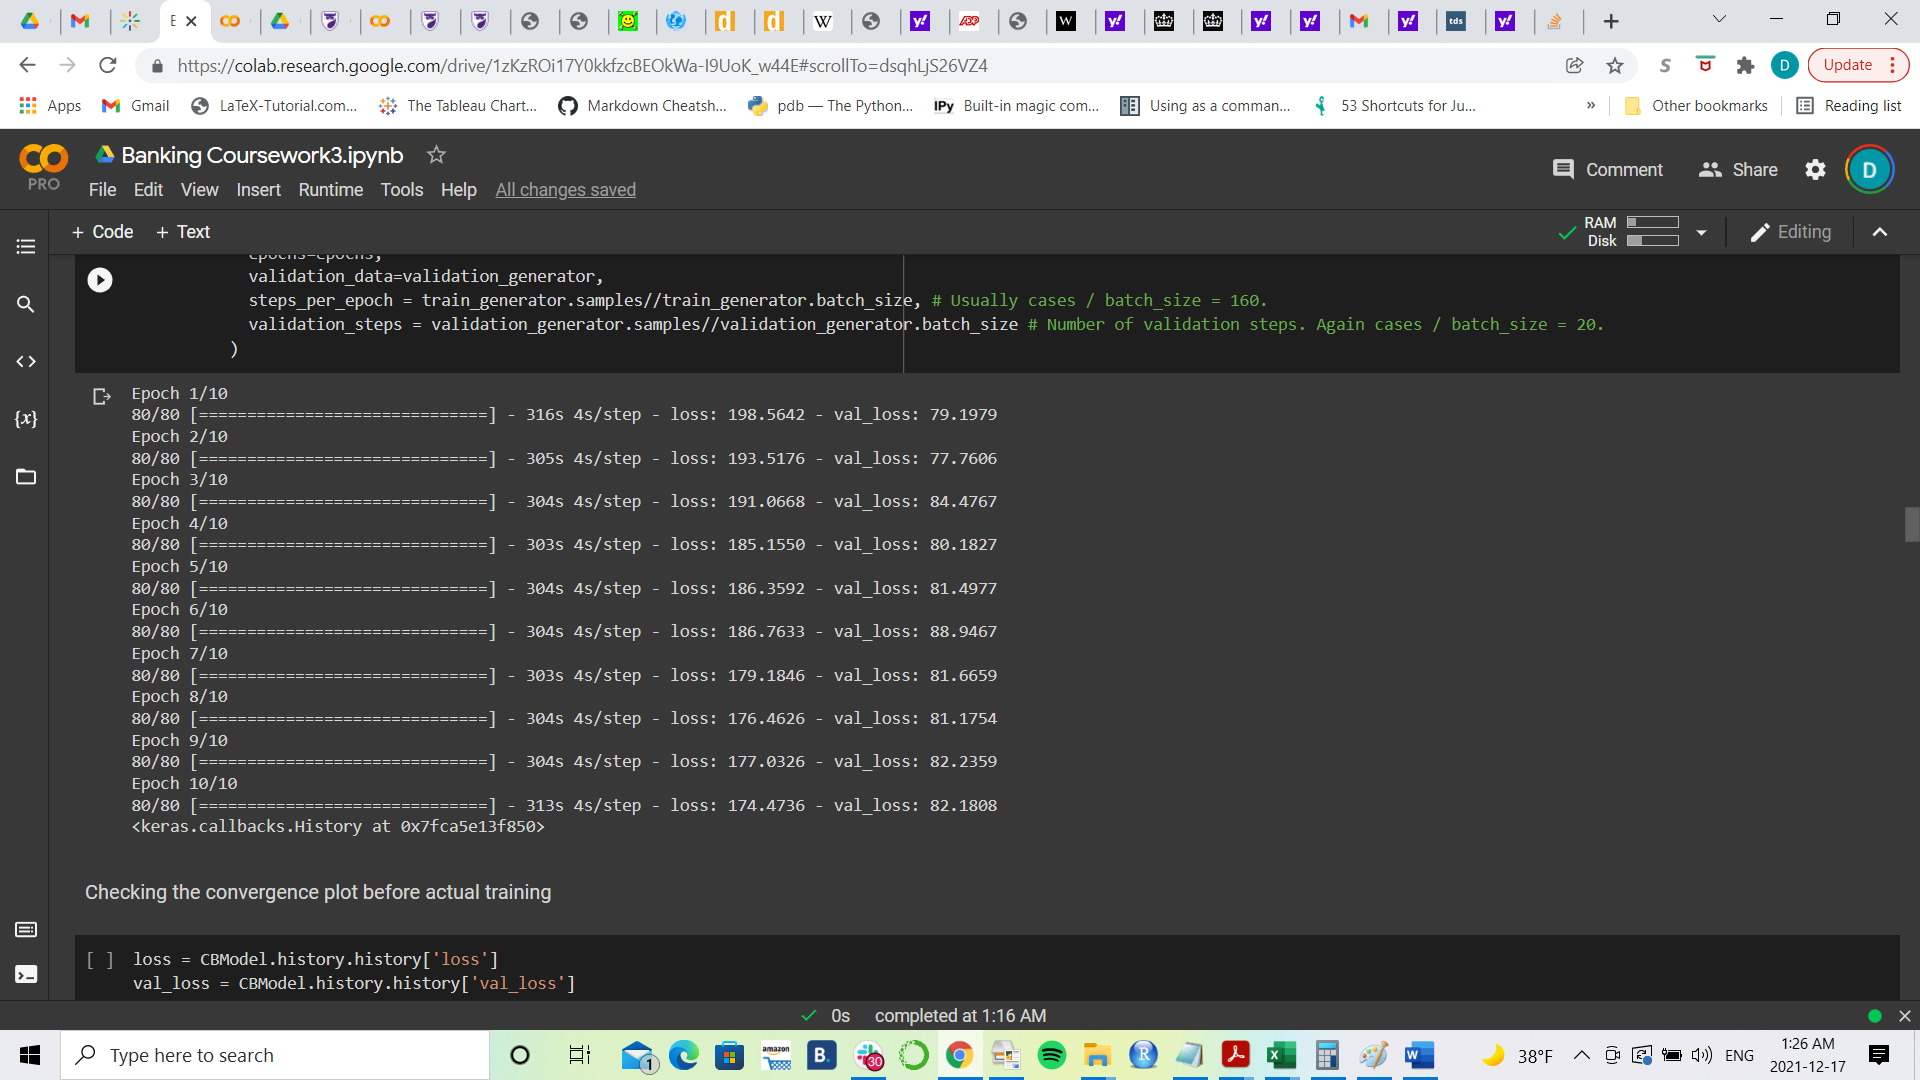 E
https://colab.research.google.com/drive/1zKzROi17Y0kkfzcBEOkWa-I9UoK_w44E#scrollTo=dsqhLjS26VZ4
S
D
Update
Apps
Gmail
LaTeX-Tutorial.com...
The Tableau Chart...
Markdown Cheatsh...
pdb — The Python...
IPy
Built-in magic com...
Using as a comman...
53 Shortcuts for Ju...
»
Other bookmarks
Reading list
PRO
Banking Coursework3.ipynb
Comment
Share
D
File Edit View Insert Runtime Tools Help All changes saved
+ Code + Text
RAM
Disk
Editing
epochs=epochs,
validation_data=validation_generator,
steps_per_epoch = train_generator.samples//train_generator.batch_size, # Usually cases / batch_size = 160.
validation_steps = validation_generator.samples//validation_generator.batch_size # Number of validation steps. Again cases / batch_size = 20.
)
Epoch 1/10
80/80 [==============================] - 316s 4s/step - loss: 198.5642 - val_loss: 79.1979
Epoch 2/10
80/80 [==============================] - 305s 4s/step - loss: 193.5176 - val_loss: 77.7606
Epoch 3/10
80/80 [==============================] - 304s 4s/step - loss: 191.0668 - val_loss: 84.4767
Epoch 4/10
80/80 [==============================] - 303s 4s/step - loss: 185.1550 - val_loss: 80.1827
Epoch 5/10
80/80 [==============================] - 304s 4s/step - loss: 186.3592 - val_loss: 81.4977
Epoch 6/10
80/80 [==============================] - 304s 4s/step - loss: 186.7633 - val_loss: 88.9467
Epoch 7/10
80/80 [==============================] - 303s 4s/step - loss: 179.1846 - val_loss: 81.6659
Epoch 8/10
80/80 [==============================] - 304s 4s/step - loss: 176.4626 - val_loss: 81.1754
Epoch 9/10
80/80 [==============================] - 304s 4s/step - loss: 177.0326 - val_loss: 82.2359
Epoch 10/10
80/80 [==============================] - 313s 4s/step - loss: 174.4736 - val_loss: 82.1808
<keras.callbacks.History at 0x7fca5e13f850>
Checking the convergence plot before actual training
[ ] loss = CBModel.history.history['loss']
val_loss = CBModel.history.history['val_loss']
0s completed at 1:16 AM
Type here to search
38°F
ENG
1:26 AM
2021-12-17